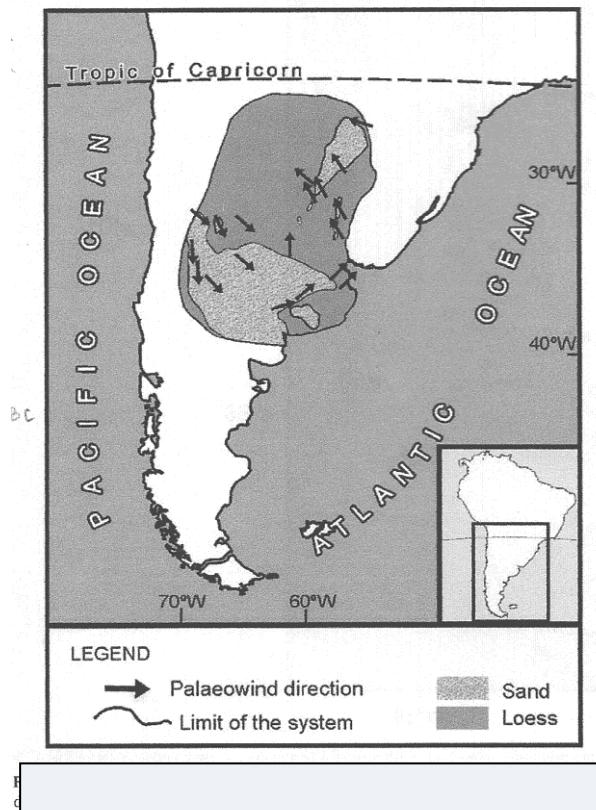 Tropic of Capricorn
PACIFIC OCEAN
ATLANTIC OCEAN
30°W
40°W
BC
70°W
60°W
LEGEND
Palaeowind direction
Limit of the system
Sand
Loess